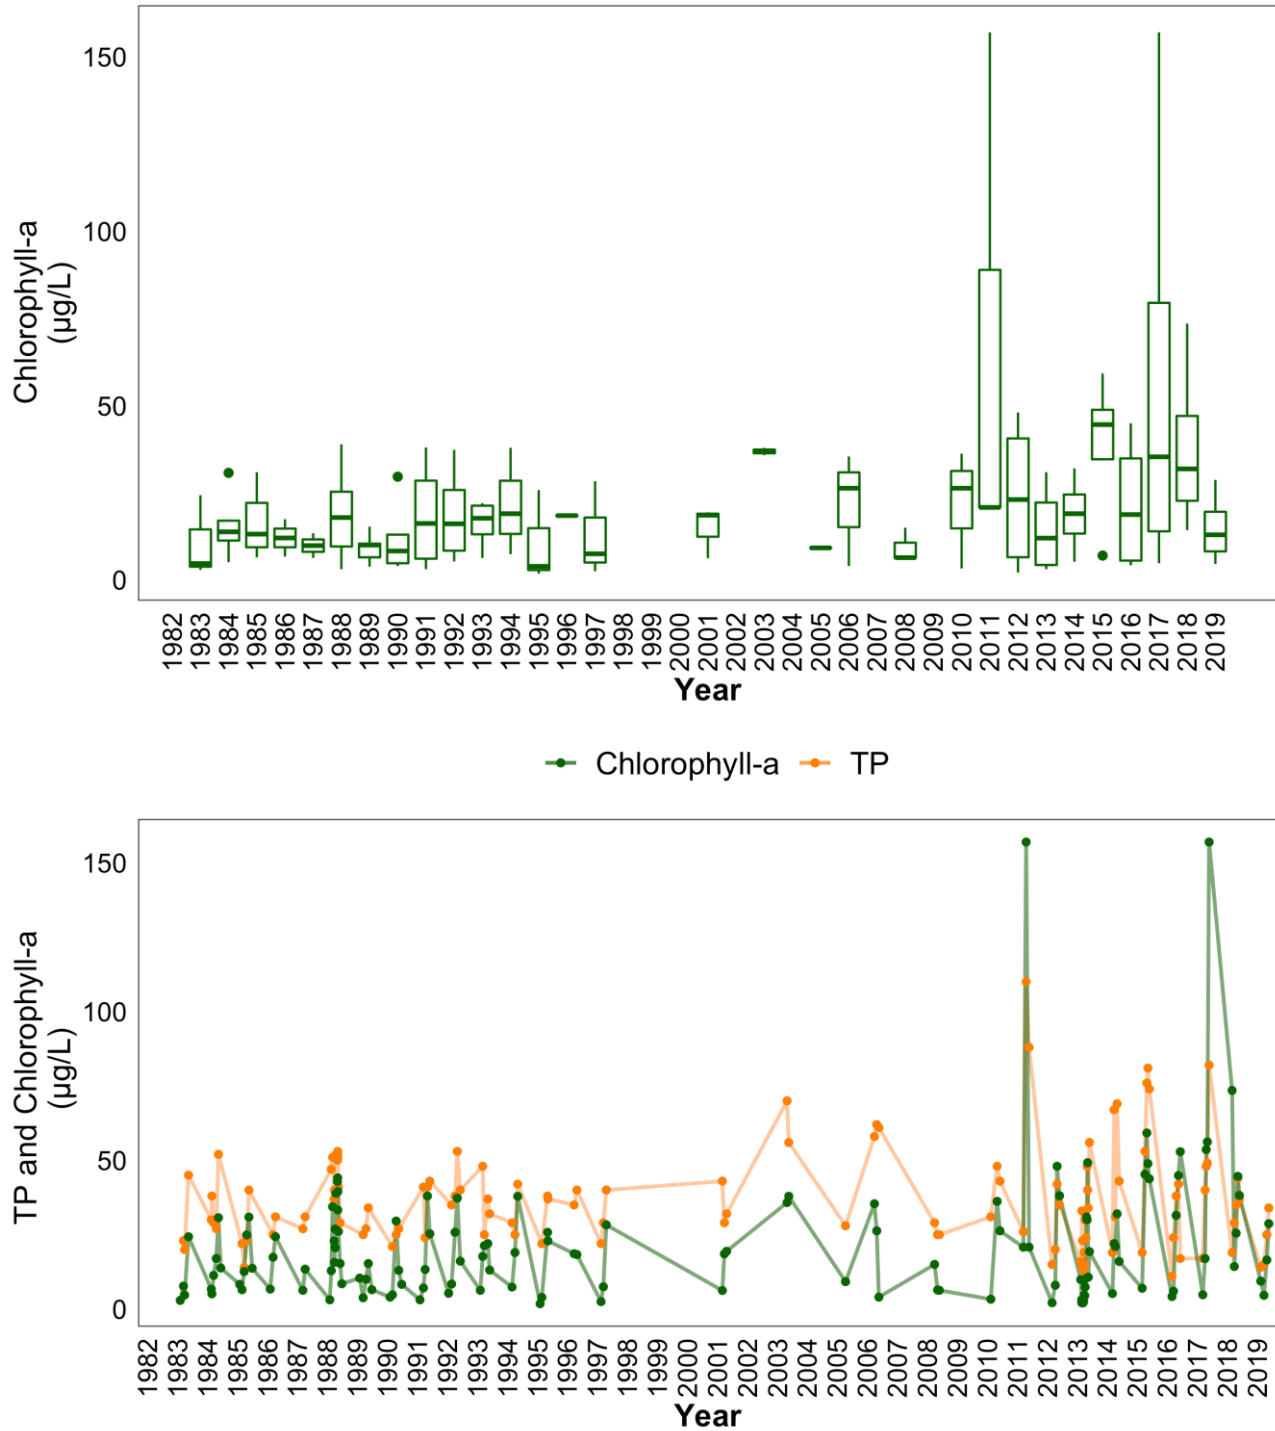 150
100
50
0
Chlorophyll-a
(µg/L)
1982 1983 1984 1985 1986 1987 1988 1989 1990 1991 1992 1993 1994 1995 1996 1997 1998 1999 2000 2001 2002 2003 2004 2005 2006 2007 2008 2009 2010 2011 2012 2013 2014 2015 2016 2017 2018 2019
Year
Chlorophyll-a TP
150
100
50
0
TP and Chlorophyll-a
(µg/L)
1982 1983 1984 1985 1986 1987 1988 1989 1990 1991 1992 1993 1994 1995 1996 1997 1998 1999 2000 2001 2002 2003 2004 2005 2006 2007 2008 2009 2010 2011 2012 2013 2014 2015 2016 2017 2018 2019
Year